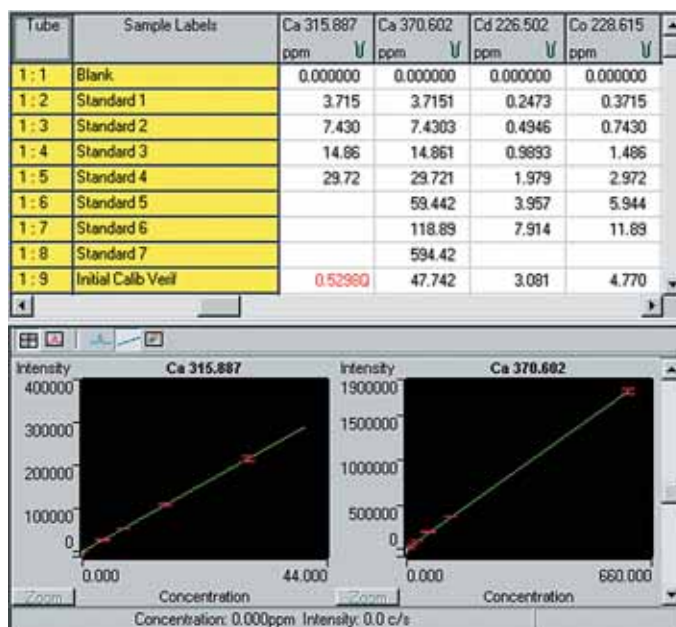 Tube Sample Labels Ca 315.887 Ca 370.602 Cd 226.502 Co 228.615
ppm ppm ppm ppm
1:1 Blank 0.000000 0.000000 0.000000 0.000000
1:2 Standard 1 3.715 3.7151 0.2473 0.3715
1:3 Standard 2 7.430 7.4303 0.4946 0.7430
1:4 Standard 3 14.86 14.861 0.9893 1.486
1:5 Standard 4 29.72 29.721 1.979 2.972
1:6 Standard 5 59.442 3.957 5.944
1:7 Standard 6 118.89 7.914 11.89
1:8 Standard 7 594.42
1:9 Initial Calib Verif 0.5298Q 47.742 3.081 4.770
Intensity Ca 315.887
400000
300000
200000
100000
0
0.000 44.000
Zoom Concentration
Intensity Ca 370.602
1900000
1500000
1000000
500000
0
0.000 660.000
Zoom Concentration
Concentration: 0.000ppm Intensity: 0.0 c/s